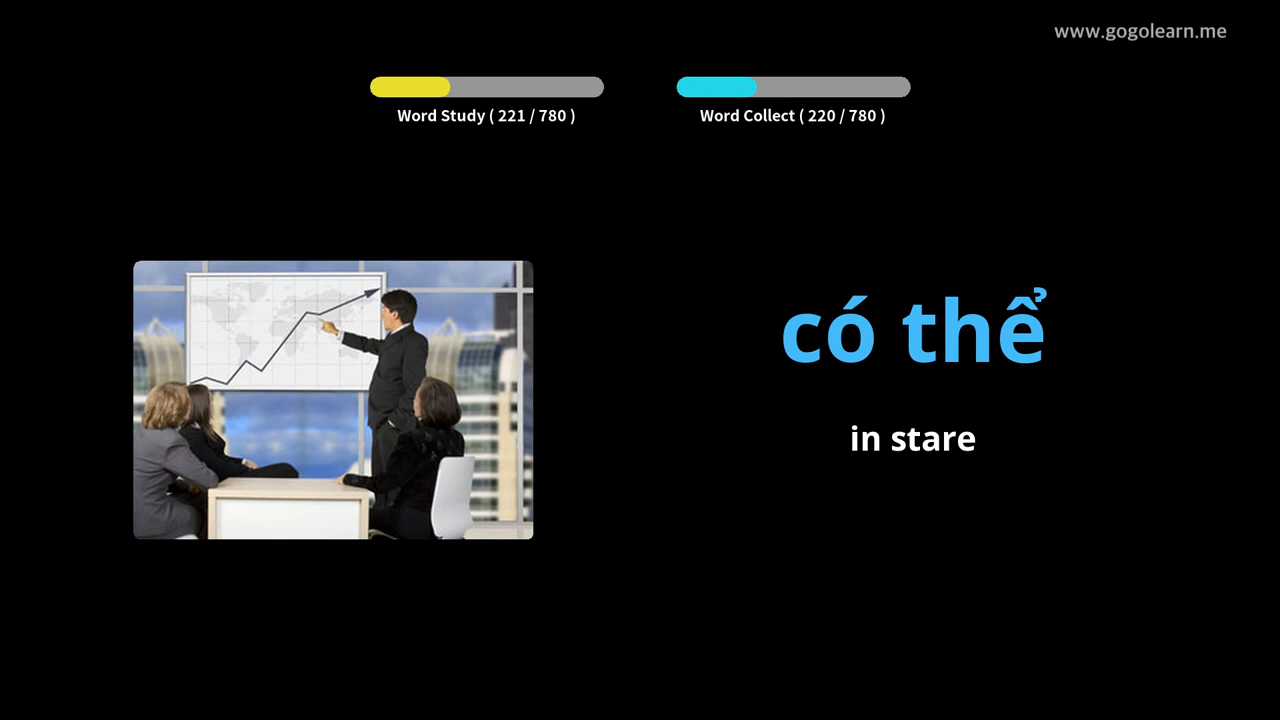 www.gogolearn.me
Word Study ( 221 / 780 )
Word Collect ( 220 / 780 )
có thể
in stare